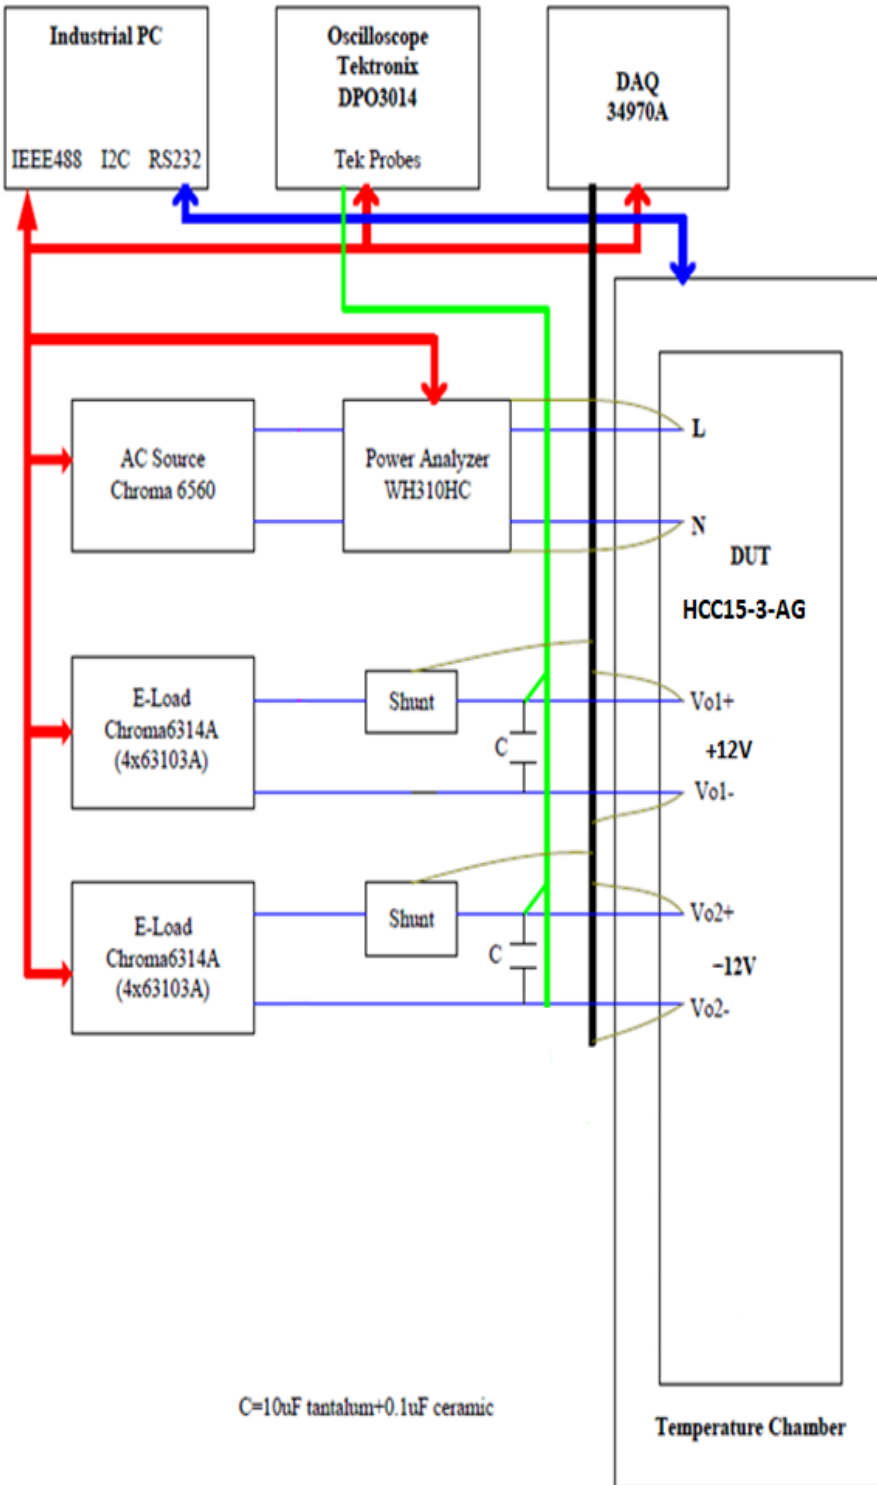 Industrial PC
IEEE488 I2C RS232
Oscilloscope
Tektronix
DPO3014
Tek Probes
DAQ
34970A
AC Source
Chroma 6560
Power Analyzer
WH310HC
L
N
DUT
HCC15-3-AG
E-Load
Chroma6314A
(4x63103A)
Shunt
C
Vo1+
+12V
Vo1-
E-Load
Chroma6314A
(4x63103A)
Shunt
C
Vo2+
−12V
Vo2-
C=10uF tantalum+0.1uF ceramic
Temperature Chamber